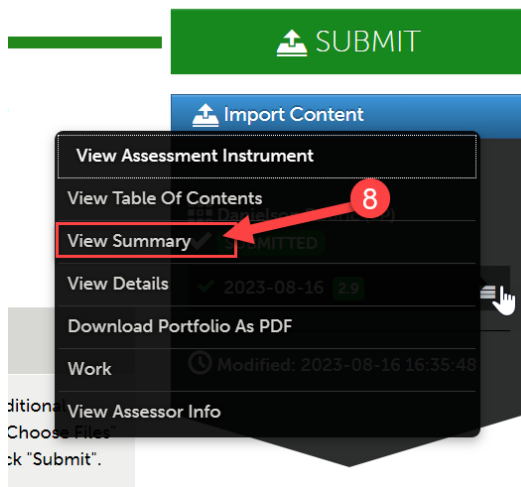 SUBMIT
Import Content
View Assessment Instrument
View Table Of Contents
8
View Summary
SUBMITTED
View Details
2023-08-16 2.9
Download Portfolio As PDF
Work
Modified: 2023-08-16 16:35:48
View Assessor Info
ditional
Choose Files"
ck "Submit".